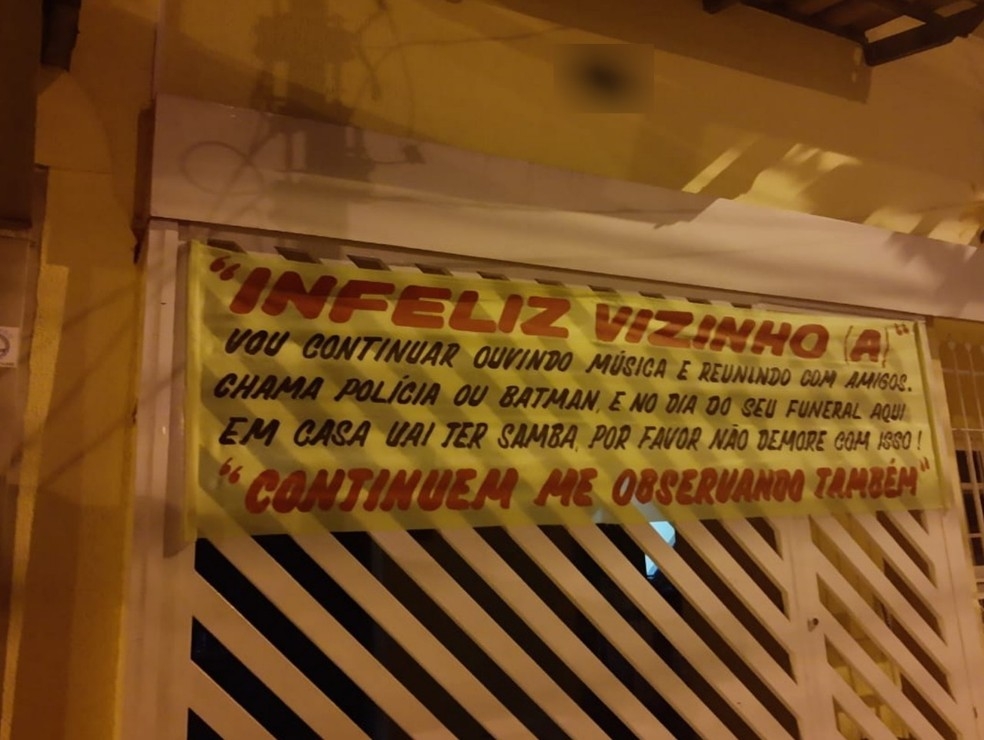 "INFELIZ VIZINHO (A)"
VOU CONTINUAR OUVINDO MÚSICA E REUNINDO COM AMIGOS.
CHAMA POLÍCIA OU BATMAN, E NO DIA DO SEU FUNERAL AQUI
EM CASA VAI TER SAMBA, POR FAVOR NÃO DEMORE COM ISSO!
"CONTINUEM ME OBSERVANDO TAMBÉM"